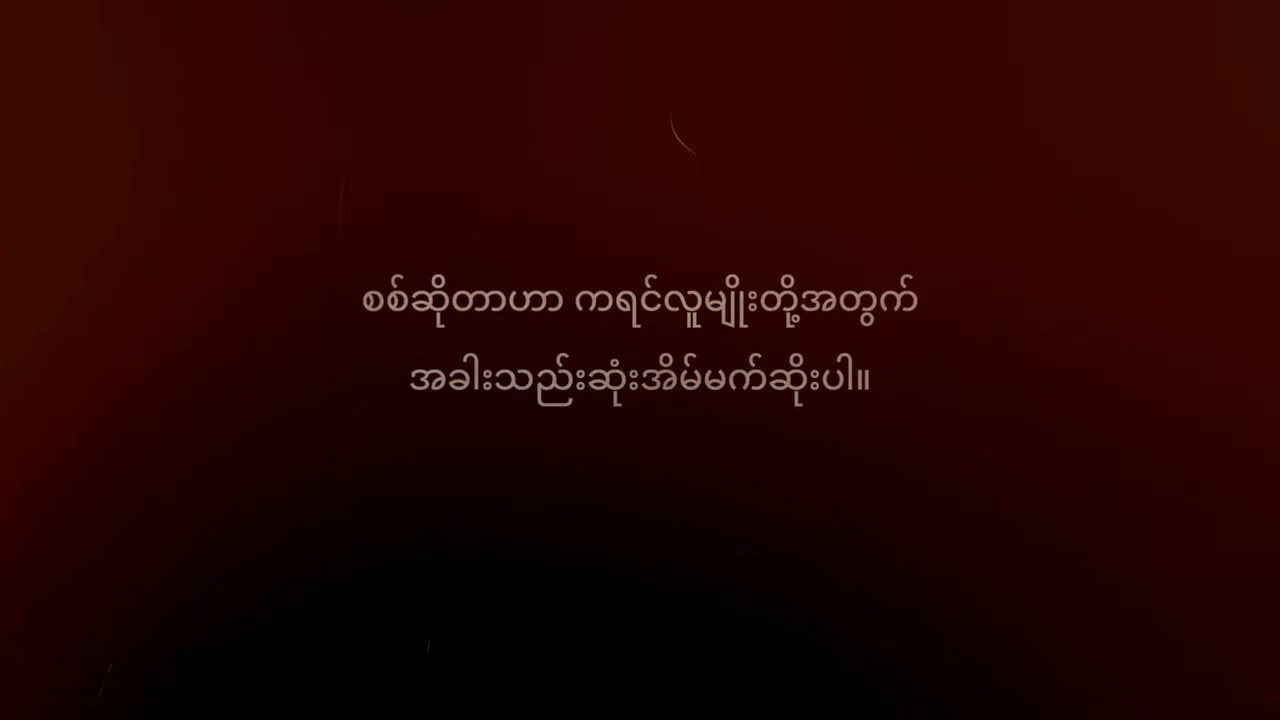 စစ်ဆိုတာဟာ ကရင်လူမျိုးတို့အတွက်
အခါးသည်းဆုံးအိမ်မက်ဆိုးပါ။